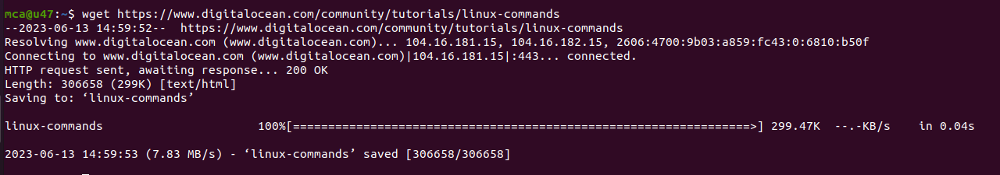 mca@u47:~$ wget https://www.digitalocean.com/community/tutorials/linux-commands
--2023-06-13 14:59:52--  https://www.digitalocean.com/community/tutorials/linux-commands
Resolving www.digitalocean.com (www.digitalocean.com)... 104.16.181.15, 104.16.182.15, 2606:4700:9b03:a859:fc43:0:6810:b50f
Connecting to www.digitalocean.com (www.digitalocean.com)|104.16.181.15|:443... connected.
HTTP request sent, awaiting response... 200 OK
Length: 306658 (299K) [text/html]
Saving to: ‘linux-commands’
linux-commands                      100%[=================================================================>] 299.47K  --.-KB/s    in 0.04s
2023-06-13 14:59:53 (7.83 MB/s) - ‘linux-commands’ saved [306658/306658]